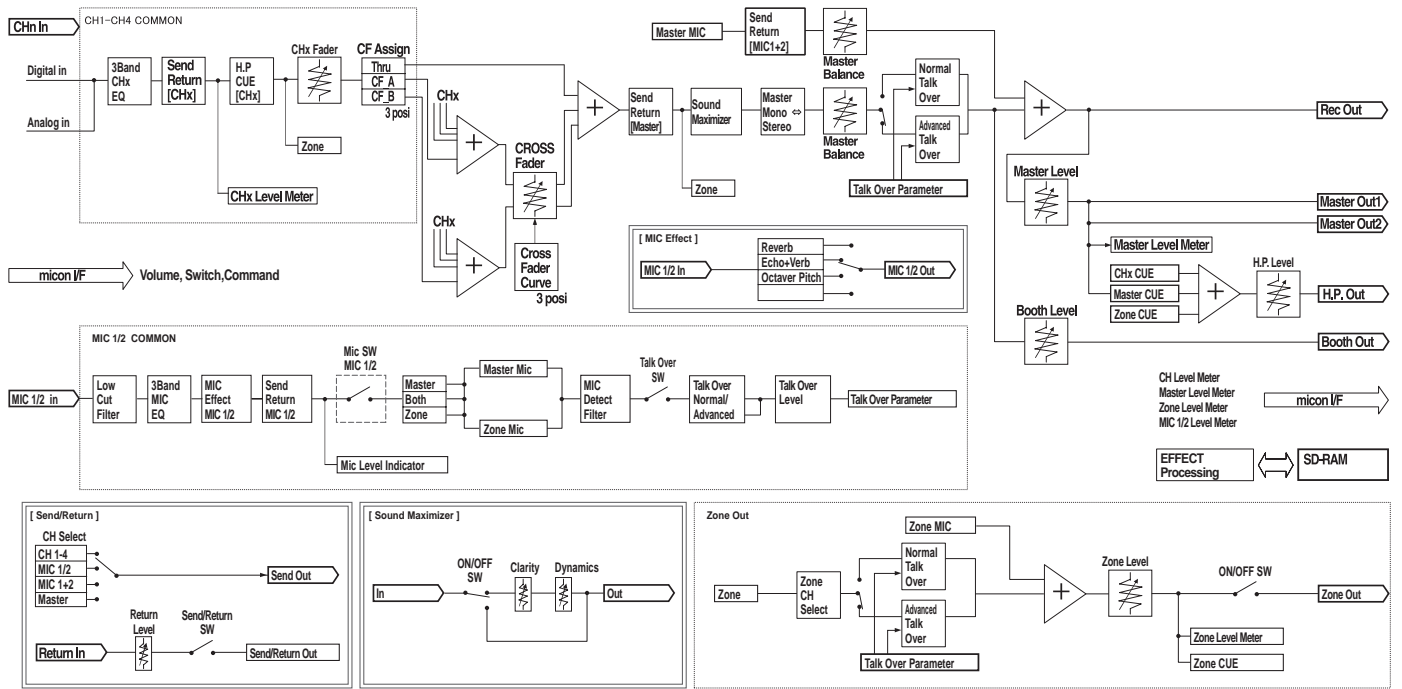 CHn In
CH1-CH4 COMMON
Digital in
Analog in
3Band
CHx
EQ
Send
Return
[CHx]
H.P
CUE
[CHx]
CHx Fader
CF Assign
Thru
CF_A
CF_B
3 posi
Zone
CHx Level Meter
CHx
CHx
CROSS
Fader
Cross
Fader
Curve
3 posi
Send
Return
[Master]
Zone
Sound
Maximizer
Master
Mono ⇔
Stereo
Master MIC
Send
Return
[MIC1+2]
Master
Balance
Master
Balance
Normal
Talk
Over
Advanced
Talk
Over
Talk Over Parameter
Rec Out
Master Level
Master Out1
Master Out2
Master Level Meter
CHx CUE
Master CUE
Zone CUE
H.P. Level
H.P. Out
Booth Level
Booth Out
micon I/F
Volume, Switch,Command
[ MIC Effect ]
MIC 1/2 In
Reverb
Echo+Verb
Octaver Pitch
MIC 1/2 Out
MIC 1/2 COMMON
MIC 1/2 in
Low
Cut
Filter
3Band
MIC
EQ
MIC
Effect
MIC 1/2
Send
Return
MIC 1/2
Mic SW
MIC 1/2
Master
Both
Zone
Master Mic
Zone Mic
MIC
Detect
Filter
Talk Over
SW
Talk Over
Normal/
Advanced
Talk Over
Level
Talk Over Parameter
Mic Level Indicator
CH Level Meter
Master Level Meter
Zone Level Meter
MIC 1/2 Level Meter
micon I/F
EFFECT
Processing
SD-RAM
[ Send/Return ]
CH Select
CH 1-4
MIC 1/2
MIC 1+2
Master
Send Out
Return In
Return
Level
Send/Return
SW
Send/Return Out
[ Sound Maximizer ]
In
ON/OFF
SW
Clarity
Dynamics
Out
Zone Out
Zone
Zone
CH
Select
Zone MIC
Normal
Talk
Over
Advanced
Talk
Over
Talk Over Parameter
Zone Level
ON/OFF SW
Zone Out
Zone Level Meter
Zone CUE